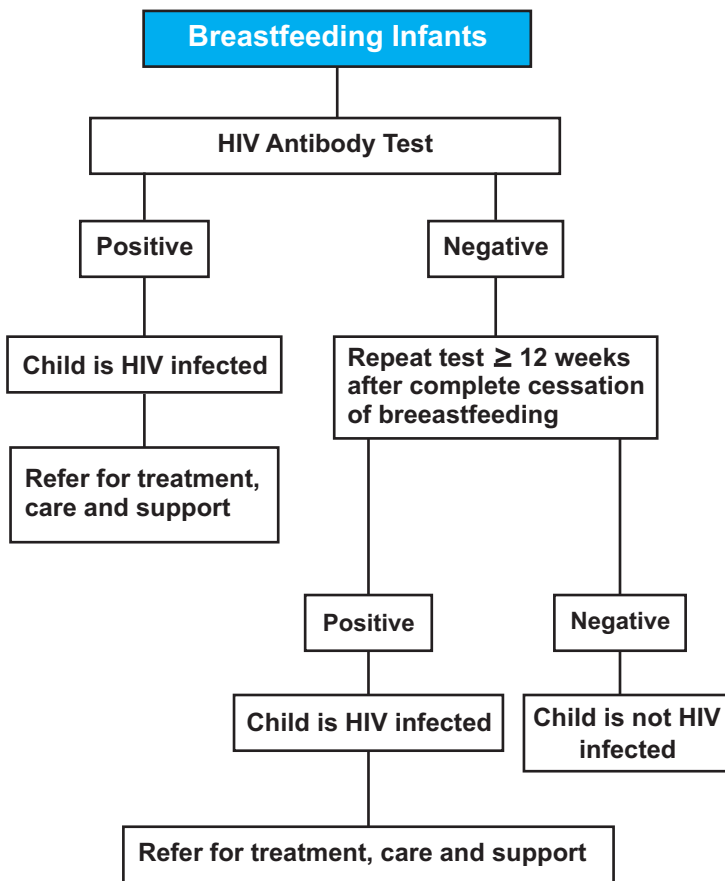 Breastfeeding Infants
HIV Antibody Test
Positive
Negative
Child is HIV infected
Repeat test ≥ 12 weeks
after complete cessation
of breeastfeeding
Refer for treatment,
care and support
Positive
Negative
Child is HIV infected
Child is not HIV
infected
Refer for treatment, care and support